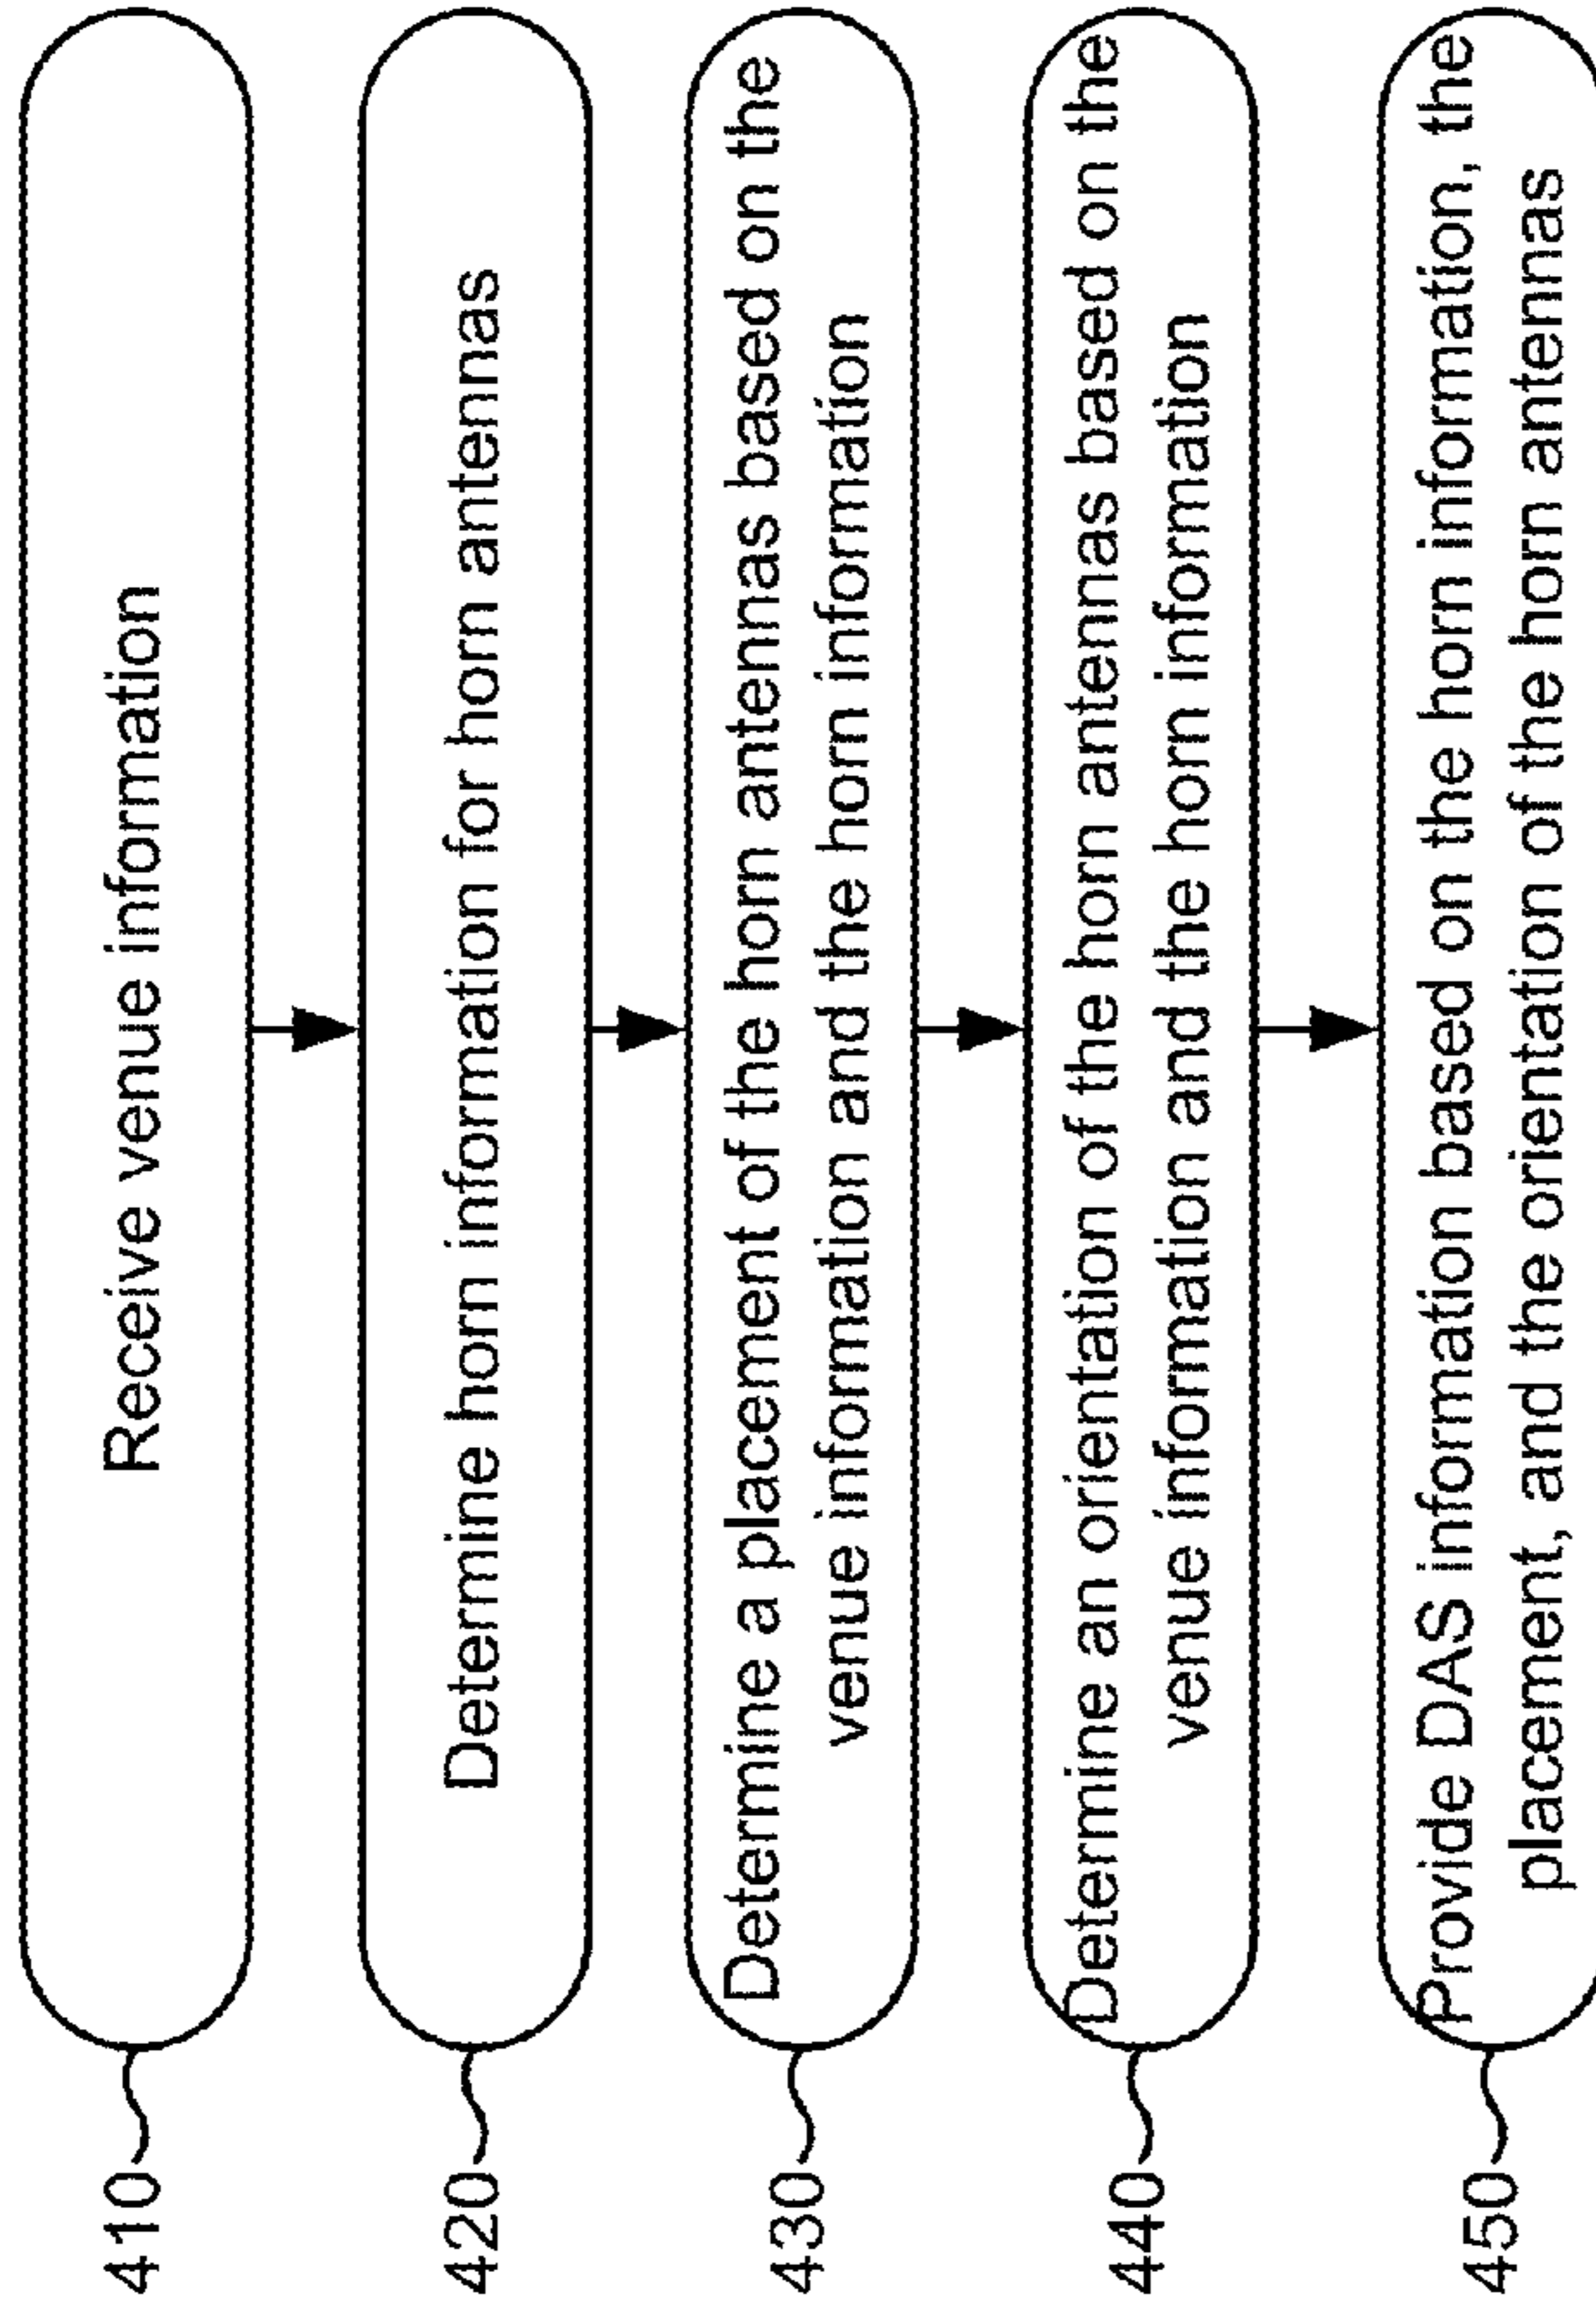 410
Receive venue information
420
Determine horn information for horn antennas
430
Determine a placement of the horn antennas based on the
venue information and the horn information
440
Determine an orientation of the horn antennas based on the
venue information and the horn information
450
Provide DAS information based on the horn information, the
placement, and the orientation of the horn antennas